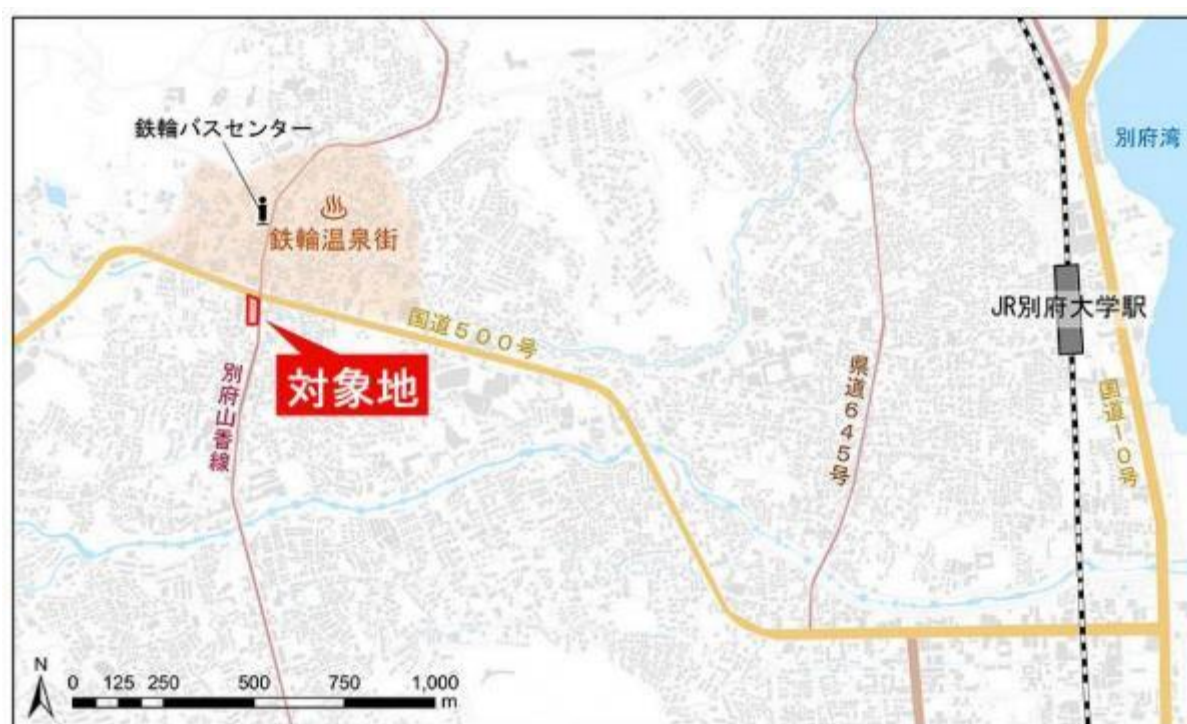 鉄輪バスセンター
別府湾
鉄輪温泉街
JR別府大学駅
国道500号
対象地
別府山香線
県道645号
国道10号
N
0 125 250 500 750 1,000
m